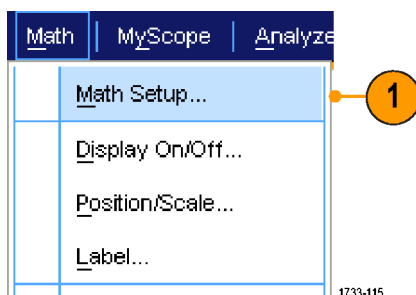 Math | MyScope | Analyze
Math Setup...
1
Display On/Off...
Position/Scale...
Label...
1733-115